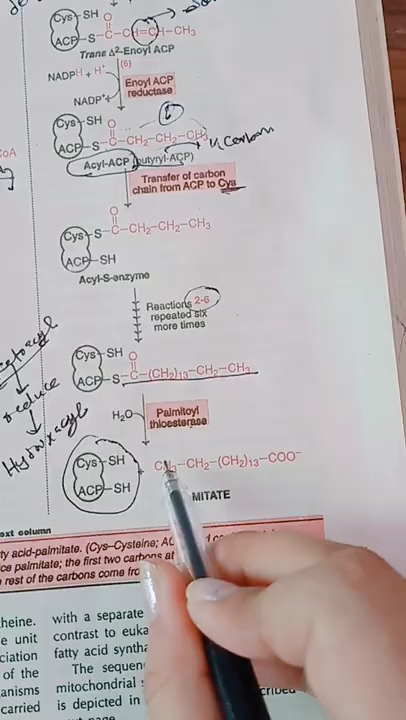 Cys SH
O
ACP S—C—CH=CH—CH₃
Trans Δ²-Enoyl ACP
NADPH + H⁺
(6)
Enoyl ACP
reductase
NADP⁺
CoA
Cys SH
O
ACP S—C—CH₂—CH₂—CH₃
4 Carbon
Acyl-ACP (butyryl-ACP)
Transfer of carbon
chain from ACP to Cys
O
Cys S—C—CH₂—CH₂—CH₃
ACP SH
Acyl-S-enzyme
Reactions 2-6
repeated six
more times
reduce
Cys SH
O
ACP S—C—(CH₂)₁₃—CH₂—CH₃
H₂O
Palmitoyl
thioesterase
Cys SH
+ CH₃—CH₂—(CH₂)₁₃—COO⁻
ACP SH
MITATE
ext column
ty acid-palmitate. (Cys–Cysteine; AC
ce palmitate; the first two carbons at
rest of the carbons come fro
theine.
e unit
ciation
of the
anisms
carried
with a separate
contrast to euka
fatty acid syntha
The sequen
mitochondrial s
is depicted in
cribed